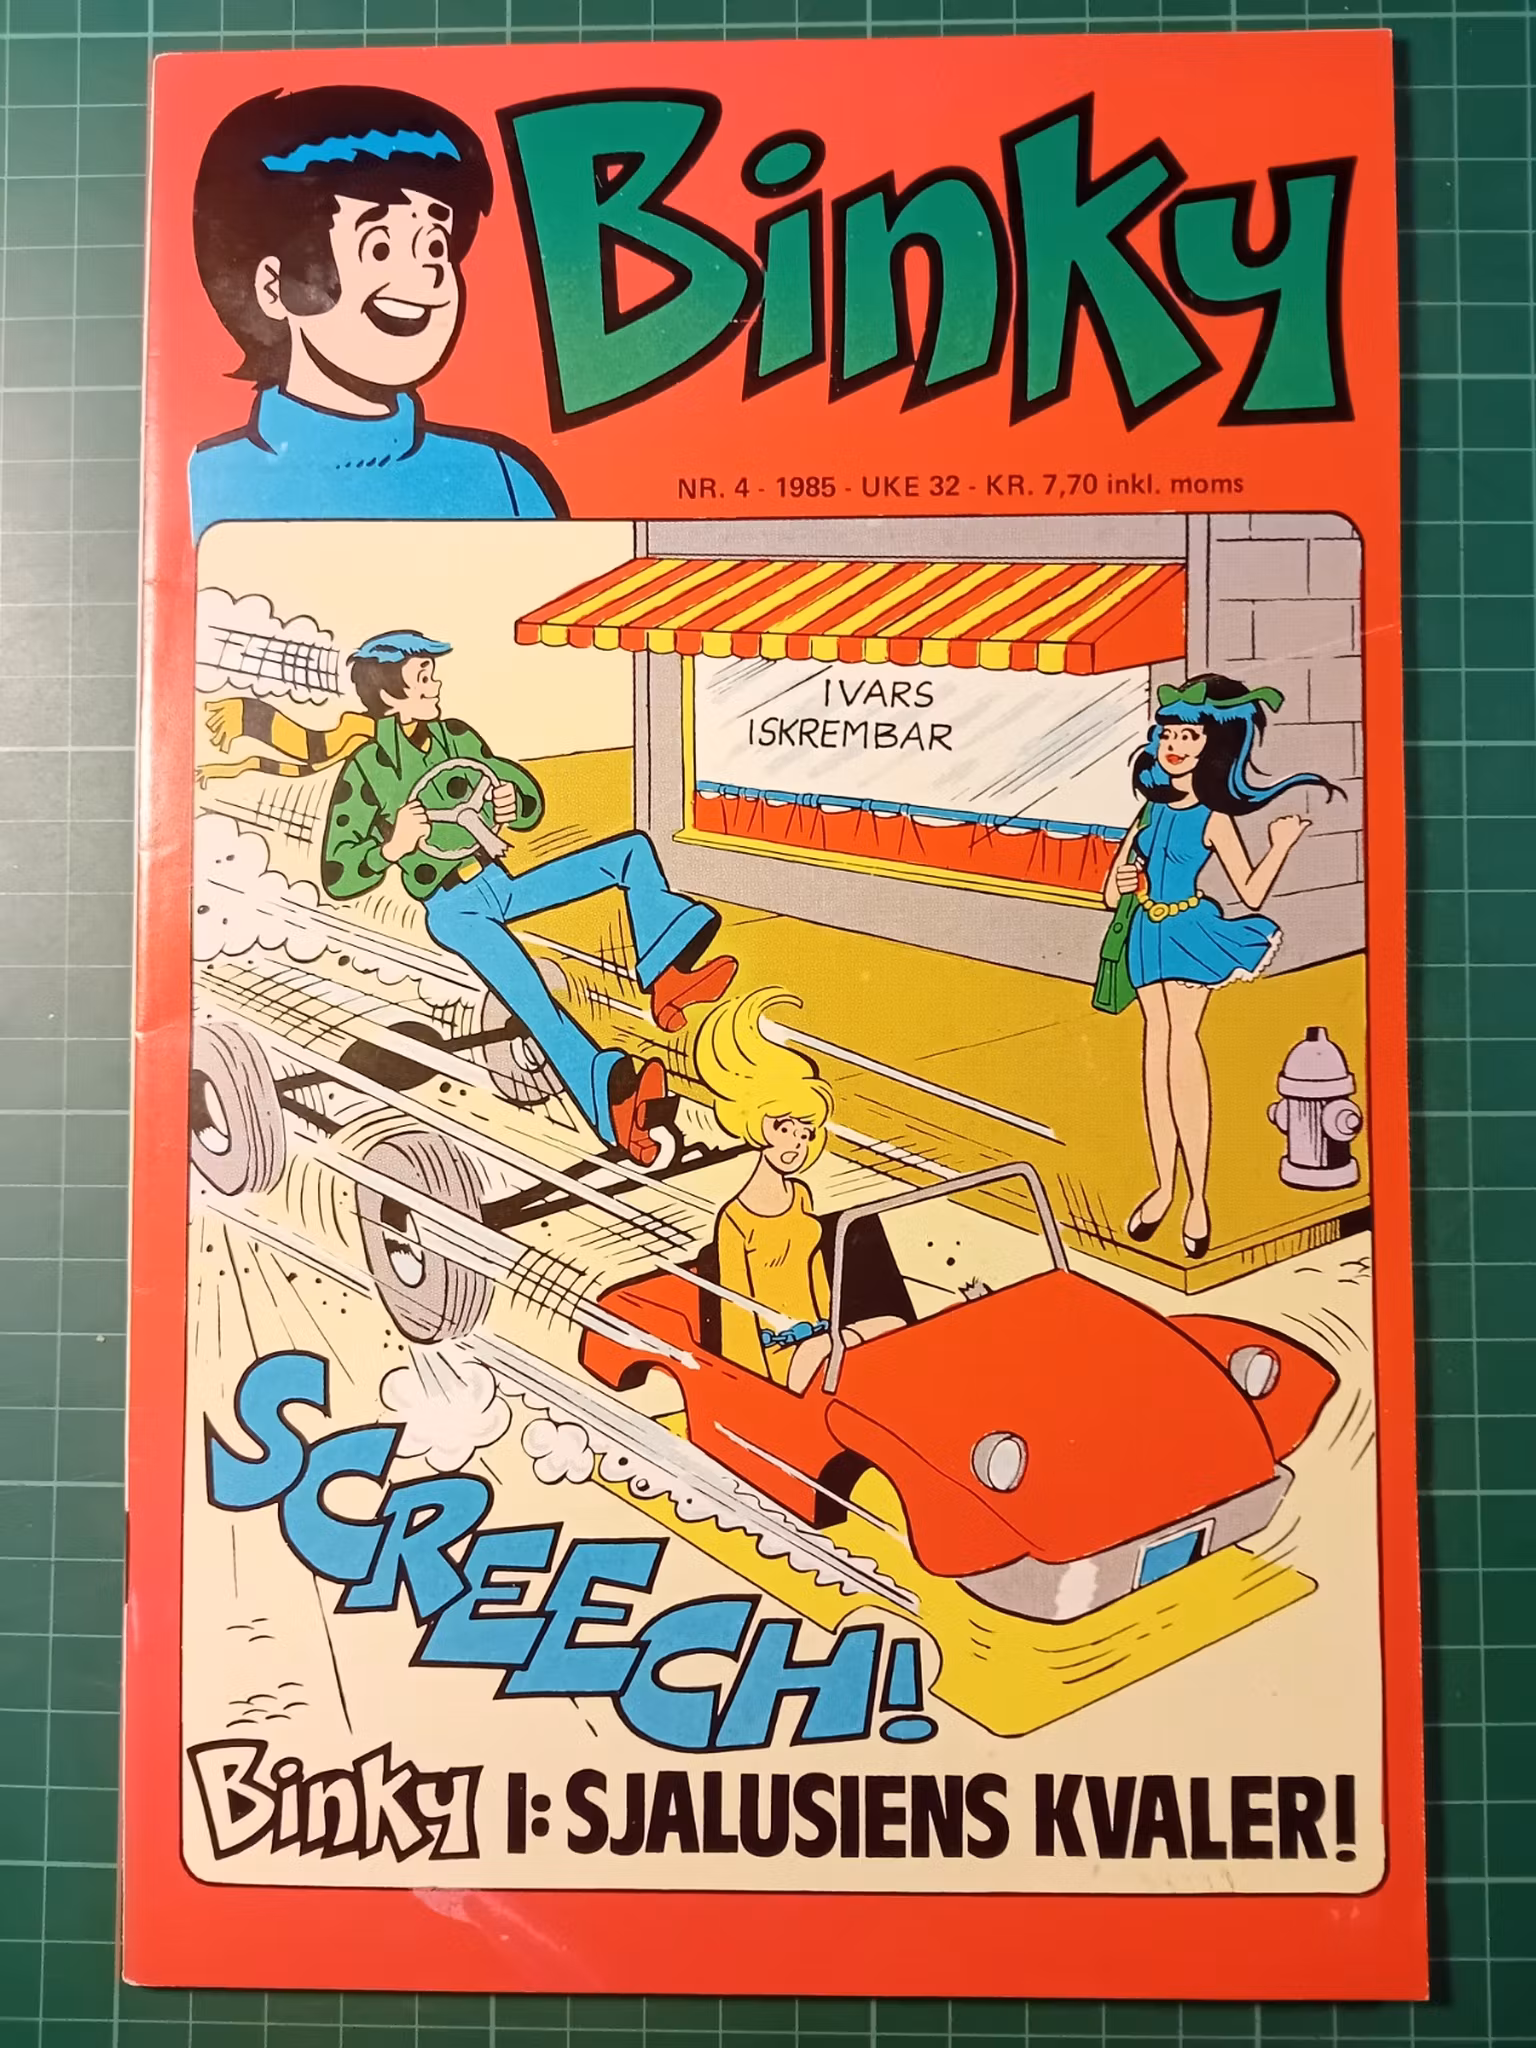 Binky
NR. 4 - 1985 - UKE 32 - KR. 7,70 inkl. moms
IVARS
ISKREMBAR
SCREECH!
Binky I: SJALUSIENS KVALER!